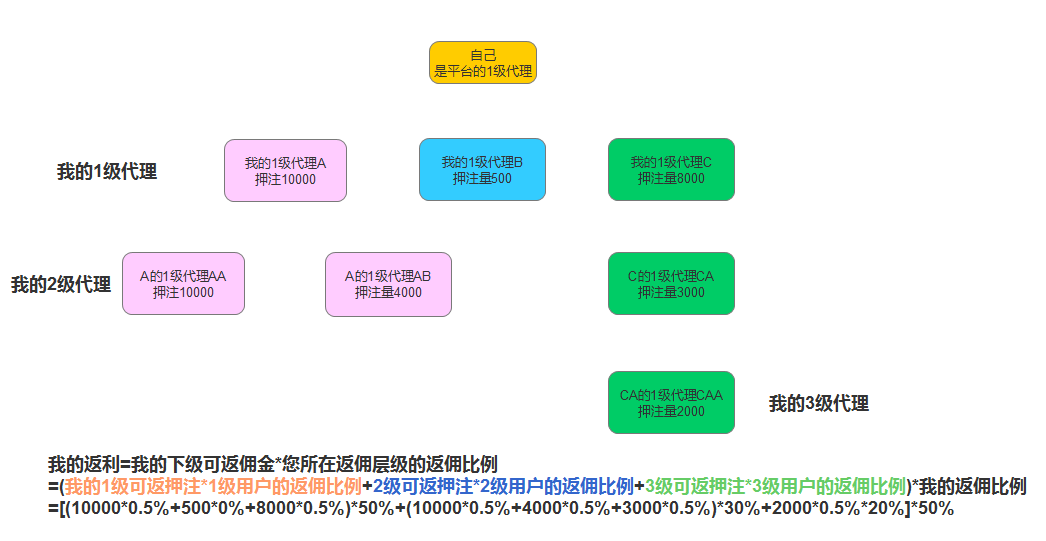 自己
是平台的1级代理
我的1级代理
我的1级代理A
押注10000
我的1级代理B
押注量500
我的1级代理C
押注量8000
我的2级代理
A的1级代理AA
押注10000
A的1级代理AB
押注量4000
C的1级代理CA
押注量3000
CA的1级代理CAA
押注量2000
我的3级代理
我的返利=我的下级可返佣金*您所在返佣层级的返佣比例
=(我的1级可返押注*1级用户的返佣比例+2级可返押注*2级用户的返佣比例+3级可返押注*3级用户的返佣比例)*我的返佣比例
=[(10000*0.5%+500*0%+8000*0.5%)*50%+(10000*0.5%+4000*0.5%+3000*0.5%)*30%+2000*0.5%*20%]*50%